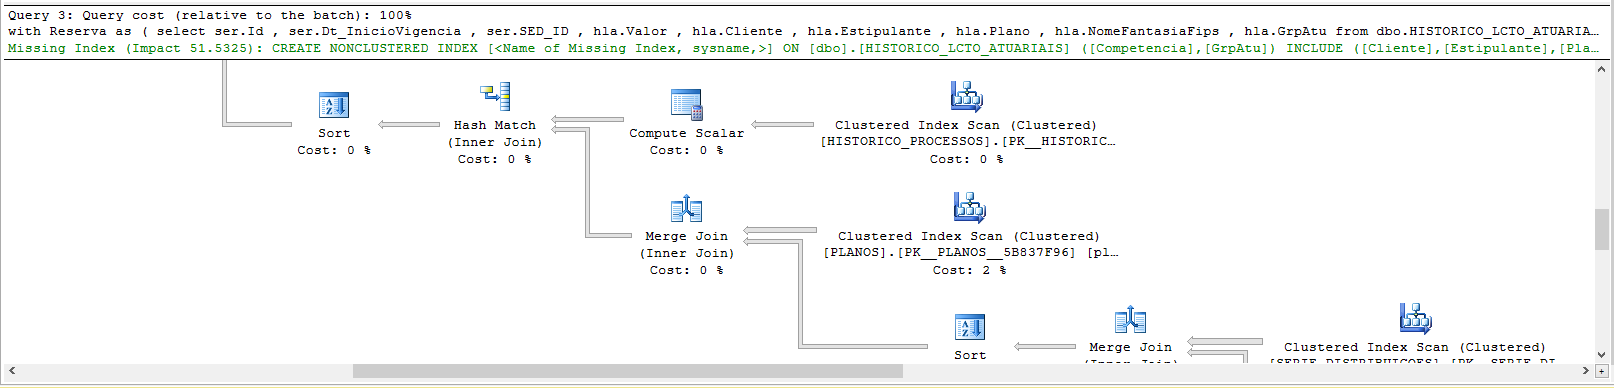 Query 3: Query cost (relative to the batch): 100%
with Reserva as ( select ser.Id , ser.Dt_InicioVigencia , ser.SED_ID , hla.Valor , hla.Cliente , hla.Estipulante , hla.Plano , hla.NomeFantasiaFips , hla.GrpAtu from dbo.HISTORICO_LCTO_ATUARIA…
Missing Index (Impact 51.5325): CREATE NONCLUSTERED INDEX [<Name of Missing Index, sysname,>] ON [dbo].[HISTORICO_LCTO_ATUARIAIS] ([Competencia],[GrpAtu]) INCLUDE ([Cliente],[Estipulante],[Pla…
Sort
Cost: 0 %
Hash Match
(Inner Join)
Cost: 0 %
Compute Scalar
Cost: 0 %
Clustered Index Scan (Clustered)
[HISTORICO_PROCESSOS].[PK__HISTORIC…
Cost: 0 %
Merge Join
(Inner Join)
Cost: 0 %
Clustered Index Scan (Clustered)
[PLANOS].[PK__PLANOS__5B837F96] [pl…
Cost: 2 %
Sort
Merge Join
(Inner Join)
Clustered Index Scan (Clustered)
[SERIE_DISTRIBUICOES].[PK__SERIE_DI…